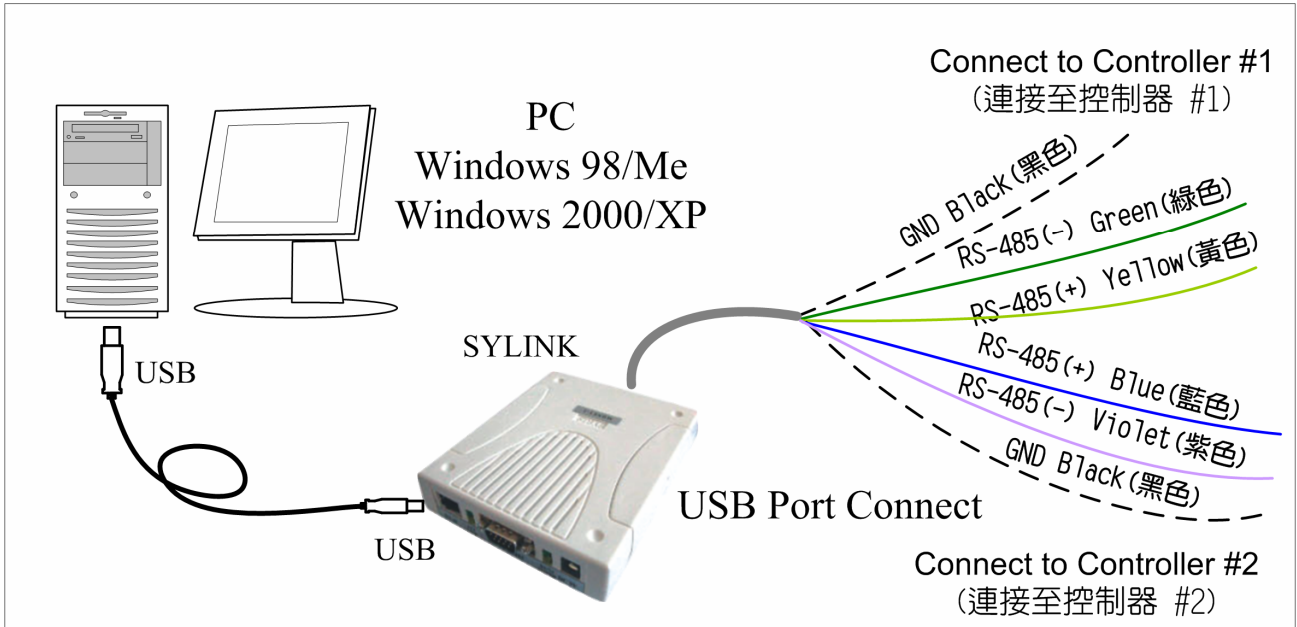 Connect to Controller #1
(連接至控制器 #1)
PC
Windows 98/Me
Windows 2000/XP
GND Black(黑色)
RS-485(-) Green(綠色)
RS-485(+) Yellow(黃色)
SYLINK
USB
RS-485(+) Blue(藍色)
RS-485(-) Violet(紫色)
GND Black(黑色)
USB Port Connect
USB
Connect to Controller #2
(連接至控制器 #2)